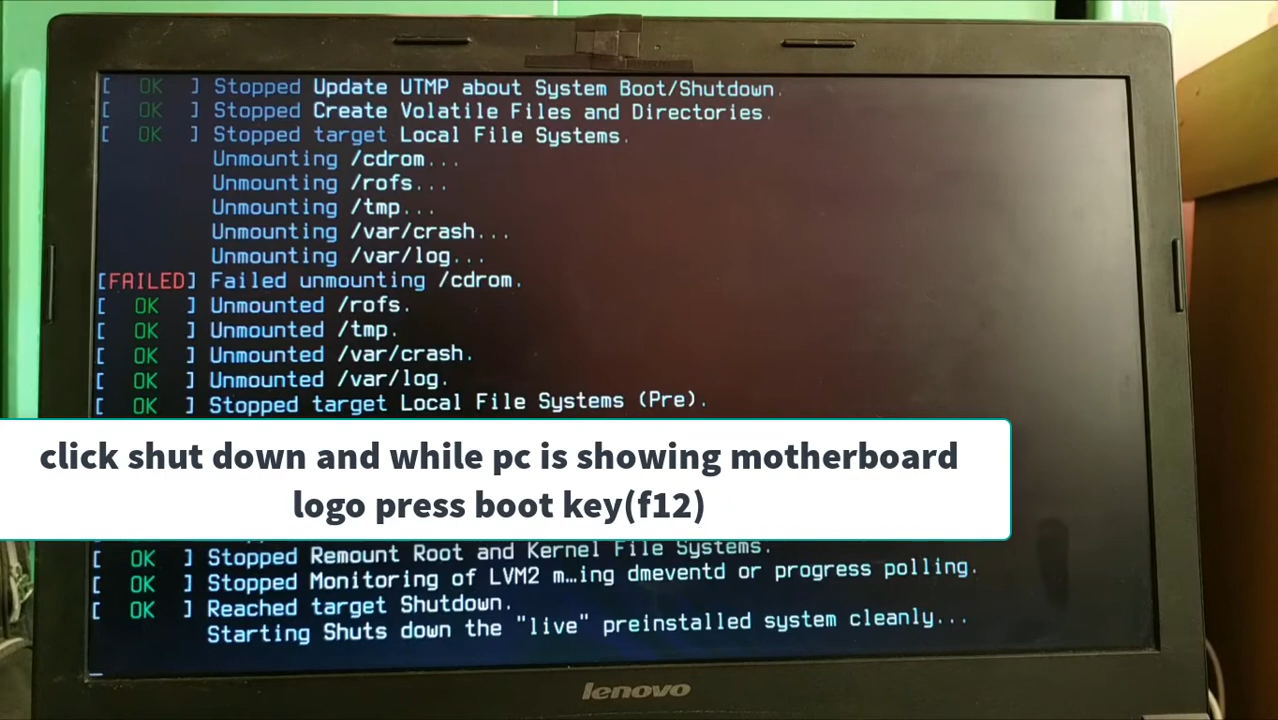 [ OK ] Stopped Update UTMP about System Boot/Shutdown.
[ OK ] Stopped Create Volatile Files and Directories.
[ OK ] Stopped target Local File Systems.
Unmounting /cdrom...
Unmounting /rofs...
Unmounting /tmp...
Unmounting /var/crash...
Unmounting /var/log...
[FAILED] Failed unmounting /cdrom.
[ OK ] Unmounted /rofs.
[ OK ] Unmounted /tmp.
[ OK ] Unmounted /var/crash.
[ OK ] Unmounted /var/log.
[ OK ] Stopped target Local File Systems (Pre).
click shut down and while pc is showing motherboard
logo press boot key(f12)
[ OK ] Stopped Remount Root and Kernel File Systems.
[ OK ] Stopped Monitoring of LVM2 m…ing dmeventd or progress polling.
[ OK ] Reached target Shutdown.
Starting Shuts down the "live" preinstalled system cleanly...
lenovo